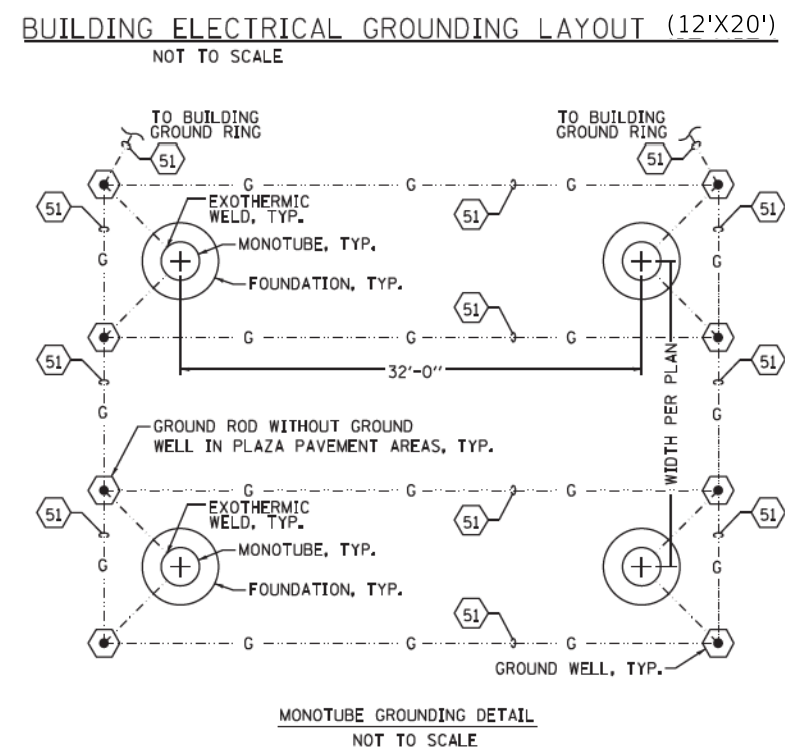 BUILDING ELECTRICAL GROUNDING LAYOUT (12'X20')
NOT TO SCALE
TO BUILDING
GROUND RING
TO BUILDING
GROUND RING
51
51
G
G
G
51
EXOTHERMIC
WELD, TYP.
51
51
MONOTUBE, TYP.
G
G
FOUNDATION, TYP.
51
G
G
G
51
32'-0''
51
WIDTH PER PLAN
G
G
GROUND ROD WITHOUT GROUND
WELL IN PLAZA PAVEMENT AREAS, TYP.
G
G
G
51
EXOTHERMIC
WELD, TYP.
51
51
MONOTUBE, TYP.
G
G
FOUNDATION, TYP.
51
G
G
G
GROUND WELL, TYP.
MONOTUBE GROUNDING DETAIL
NOT TO SCALE